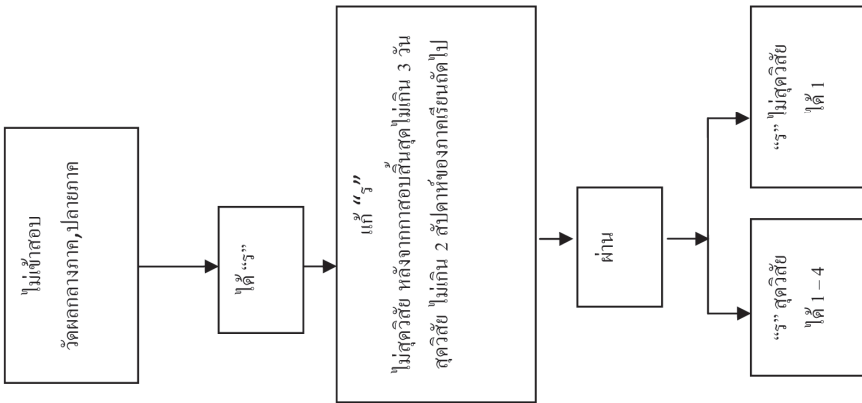 ไม่เข้าสอบ
วัดผลกลางภาค,ปลายภาค
ได้ “ร”
แก้ “ร”
ไม่สุดวิสัย หลังจากกาสอบสิ้นสุดไม่เกิน 3 วัน
สุดวิสัย ไม่เกิน 2 สัปดาห์ของภาคเรียนถัดไป
ผ่าน
“ร” สุดวิสัย
ได้ 1 – 4
“ร” ไม่สุดวิสัย
ได้ 1